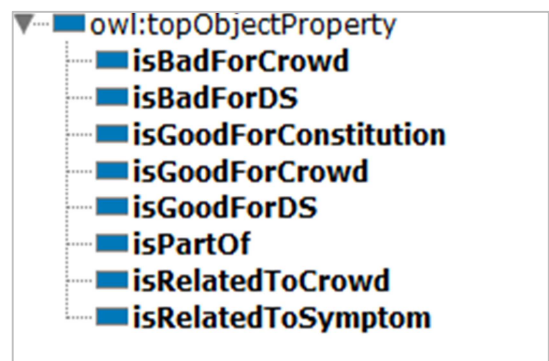 owl:topObjectProperty
isBadForCrowd
isBadForDS
isGoodForConstitution
isGoodForCrowd
isGoodForDS
isPartOf
isRelatedToCrowd
isRelatedToSymptom